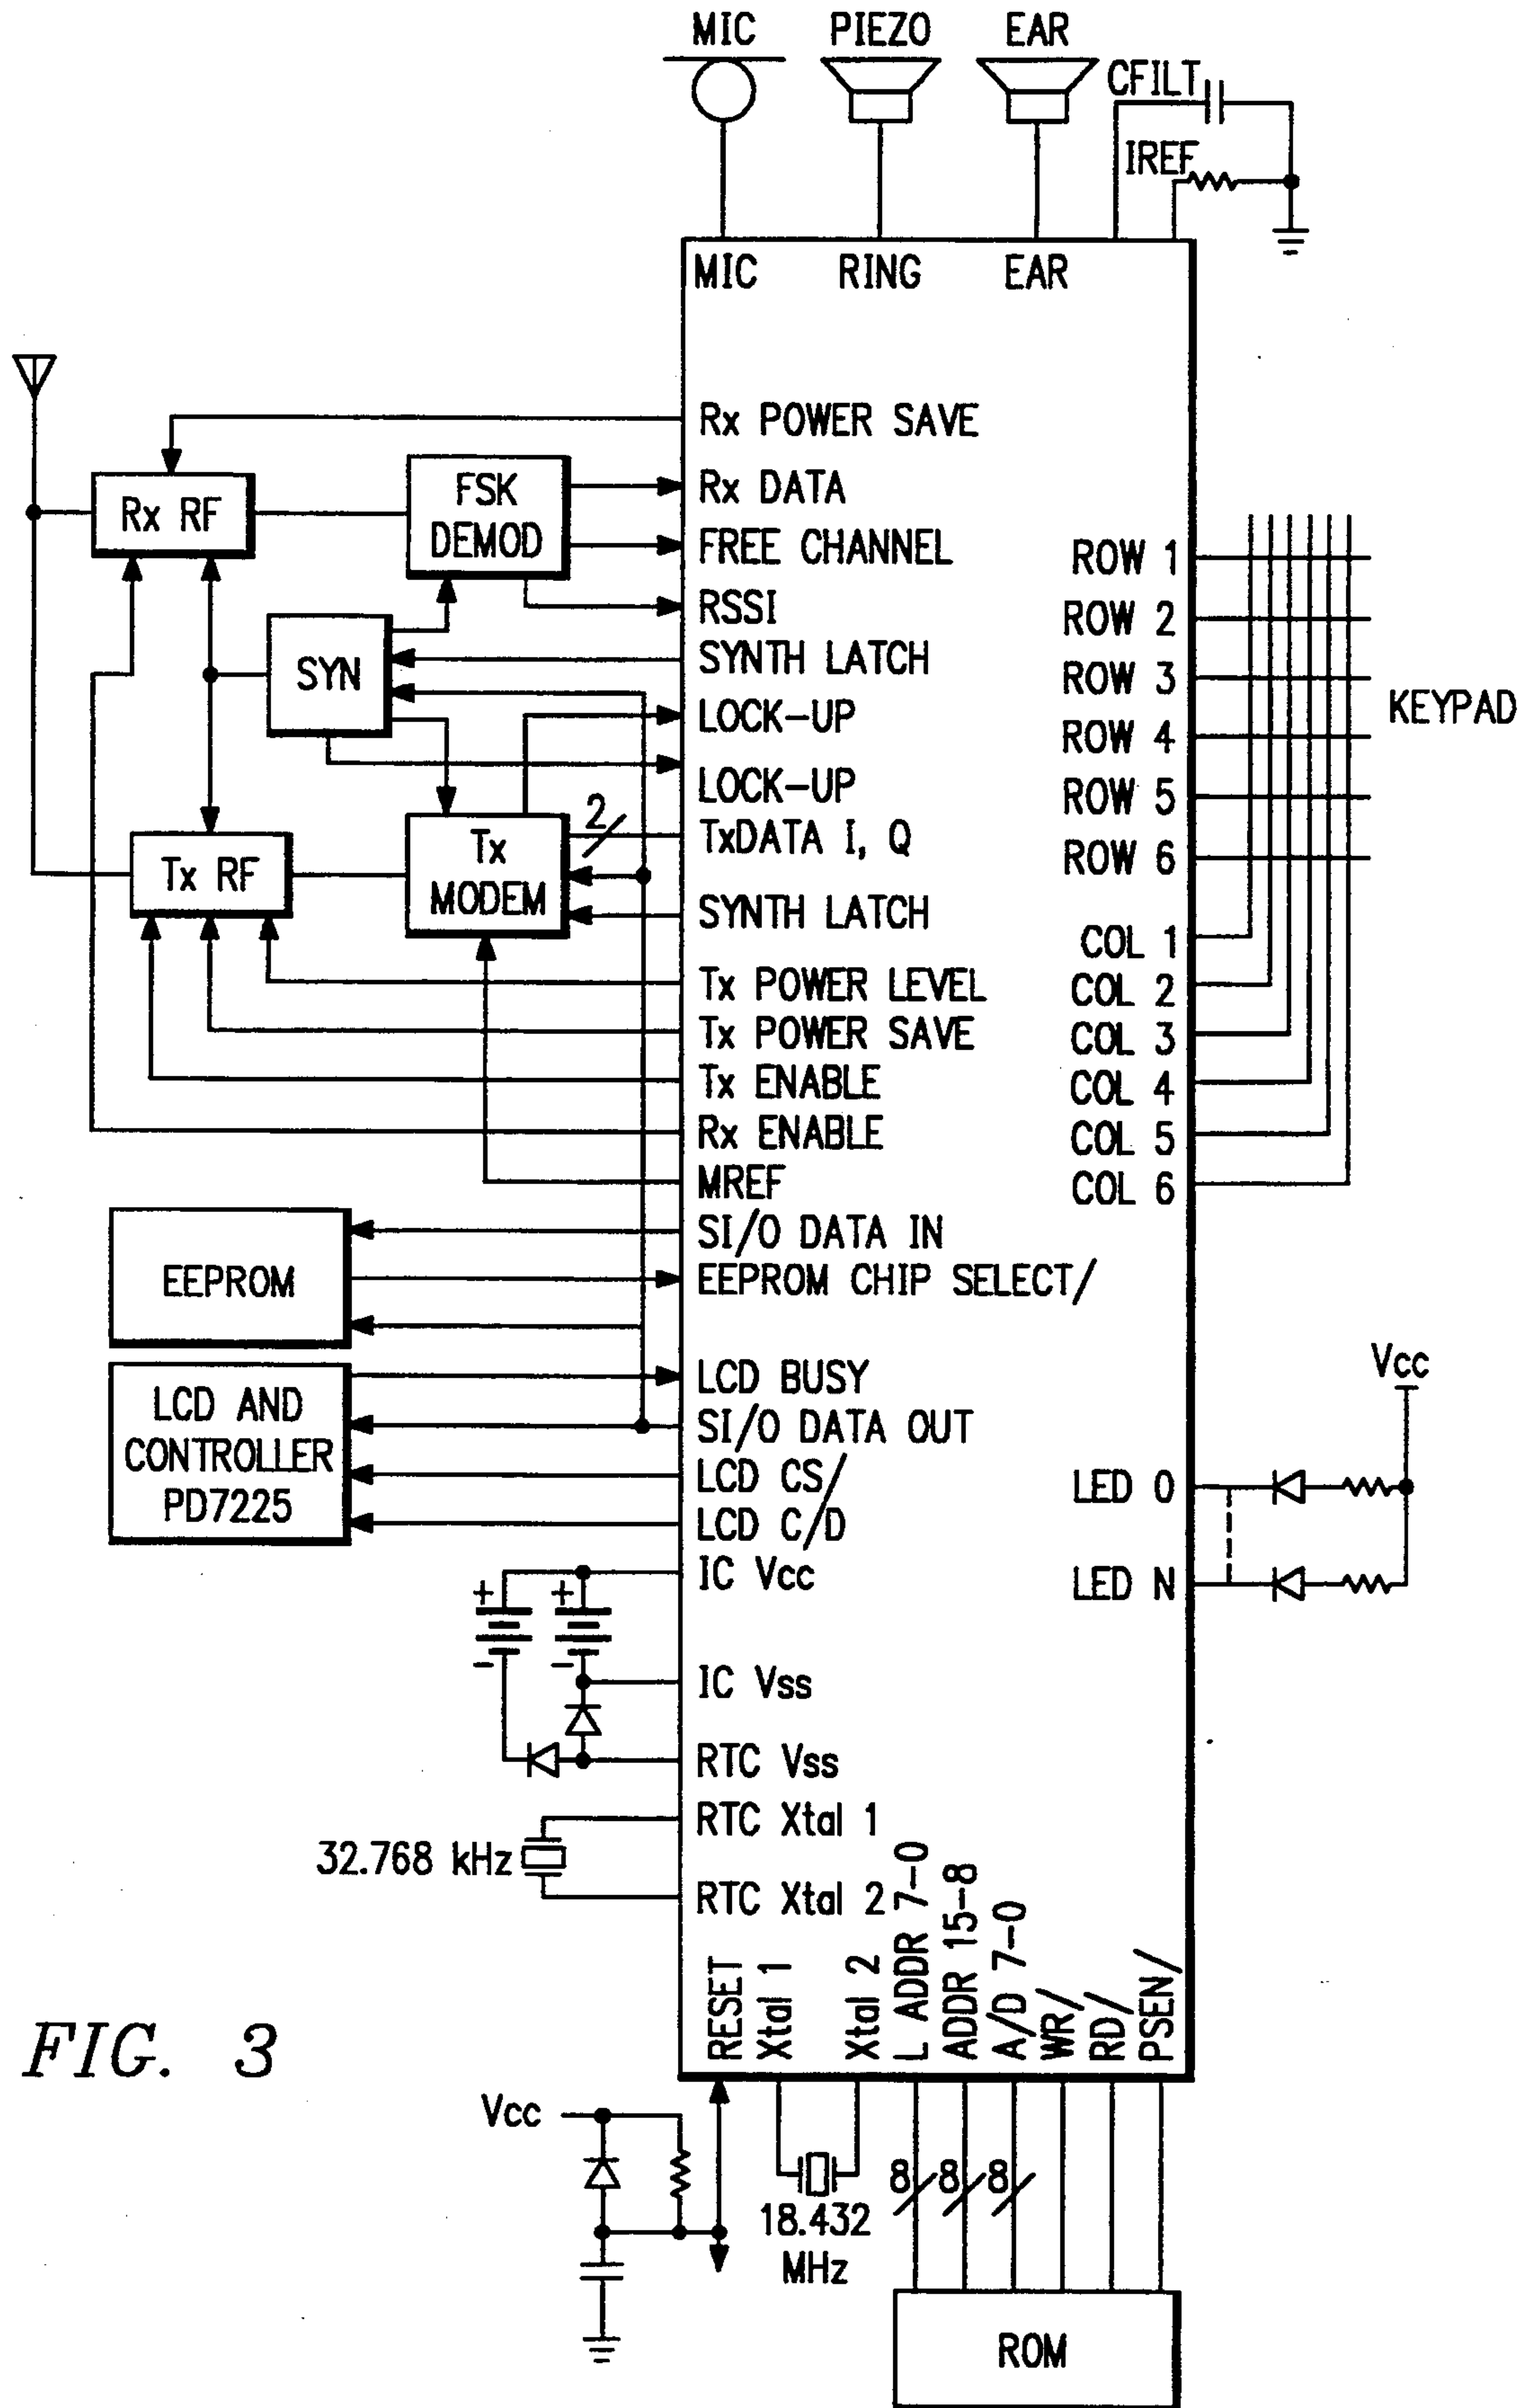 MIC PIEZO EAR
CFILT
IREF
MIC RING EAR
Rx POWER SAVE
Rx RF
FSK
DEMOD
Rx DATA
FREE CHANNEL
RSSI
SYN
SYNTH LATCH
LOCK-UP
LOCK-UP
2
TxDATA I, Q
Tx RF
Tx
MODEM
SYNTH LATCH
Tx POWER LEVEL
Tx POWER SAVE
Tx ENABLE
Rx ENABLE
MREF
ROW 1
ROW 2
ROW 3
ROW 4
ROW 5
ROW 6
KEYPAD
COL 1
COL 2
COL 3
COL 4
COL 5
COL 6
EEPROM
SI/O DATA IN
EEPROM CHIP SELECT/
LCD AND
CONTROLLER
PD7225
LCD BUSY
SI/O DATA OUT
LCD CS/
LCD C/D
Vcc
LED 0
LED N
IC Vcc
+ +
- -
IC Vss
RTC Vss
RTC Xtal 1
32.768 kHz
RTC Xtal 2
RESET
Xtal 1
Xtal 2
L ADDR 7-0
ADDR 15-8
A/D 7-0
WR/
RD/
PSEN/
FIG. 3
Vcc
18.432
MHz
8 8 8
ROM